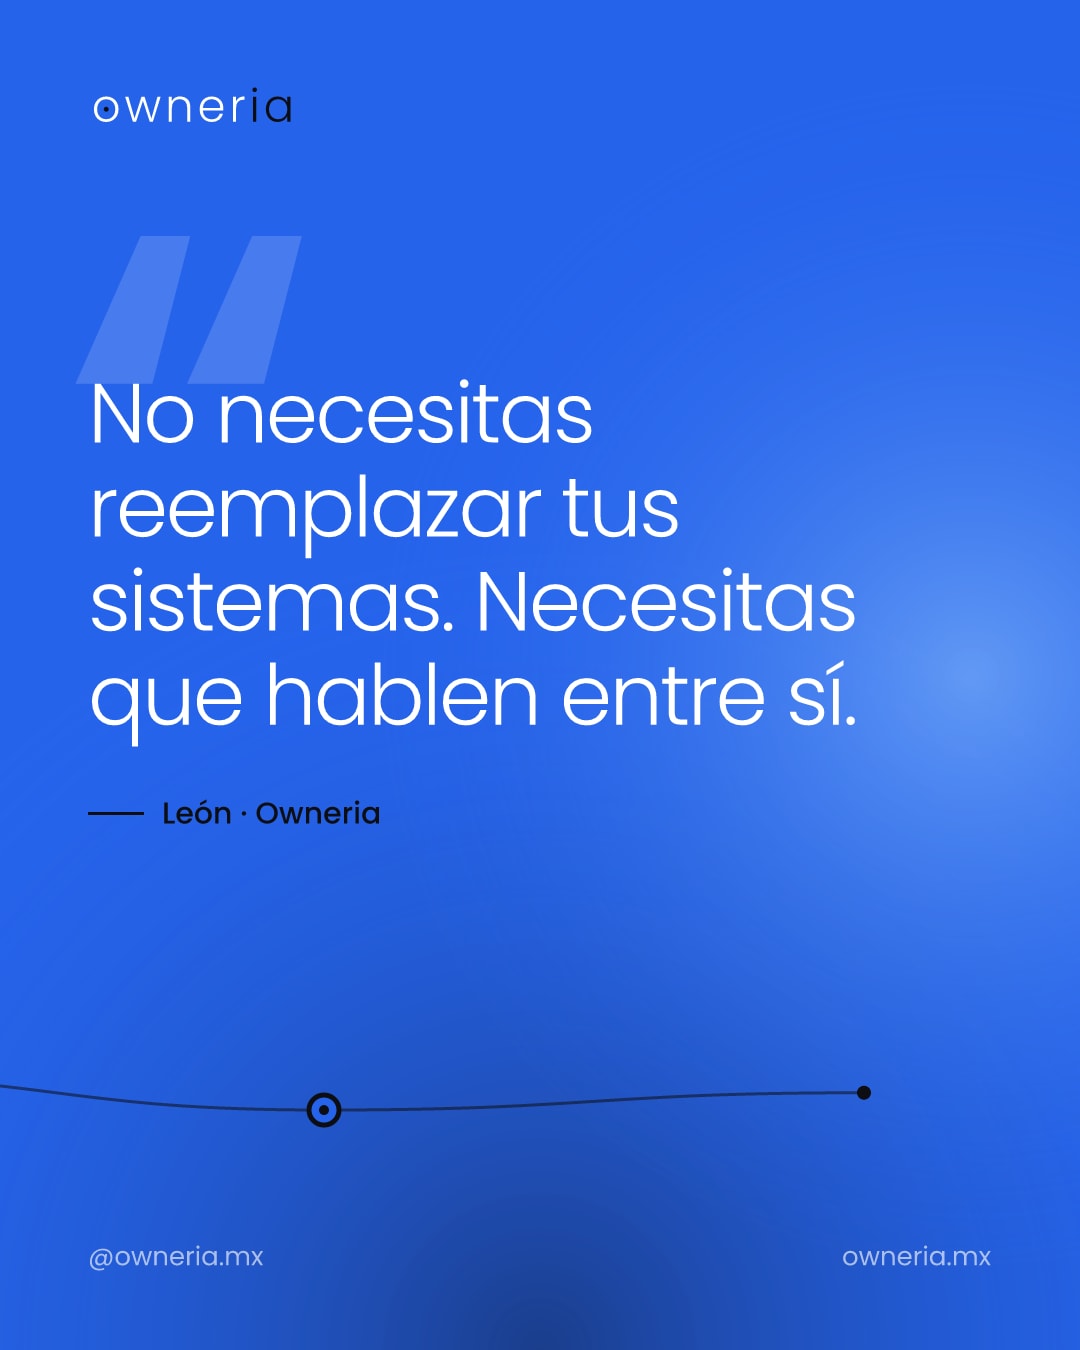 owneria
No necesitas
reemplazar tus
sistemas. Necesitas
que hablen entre sí.
León · Owneria
@owneria.mx
owneria.mx